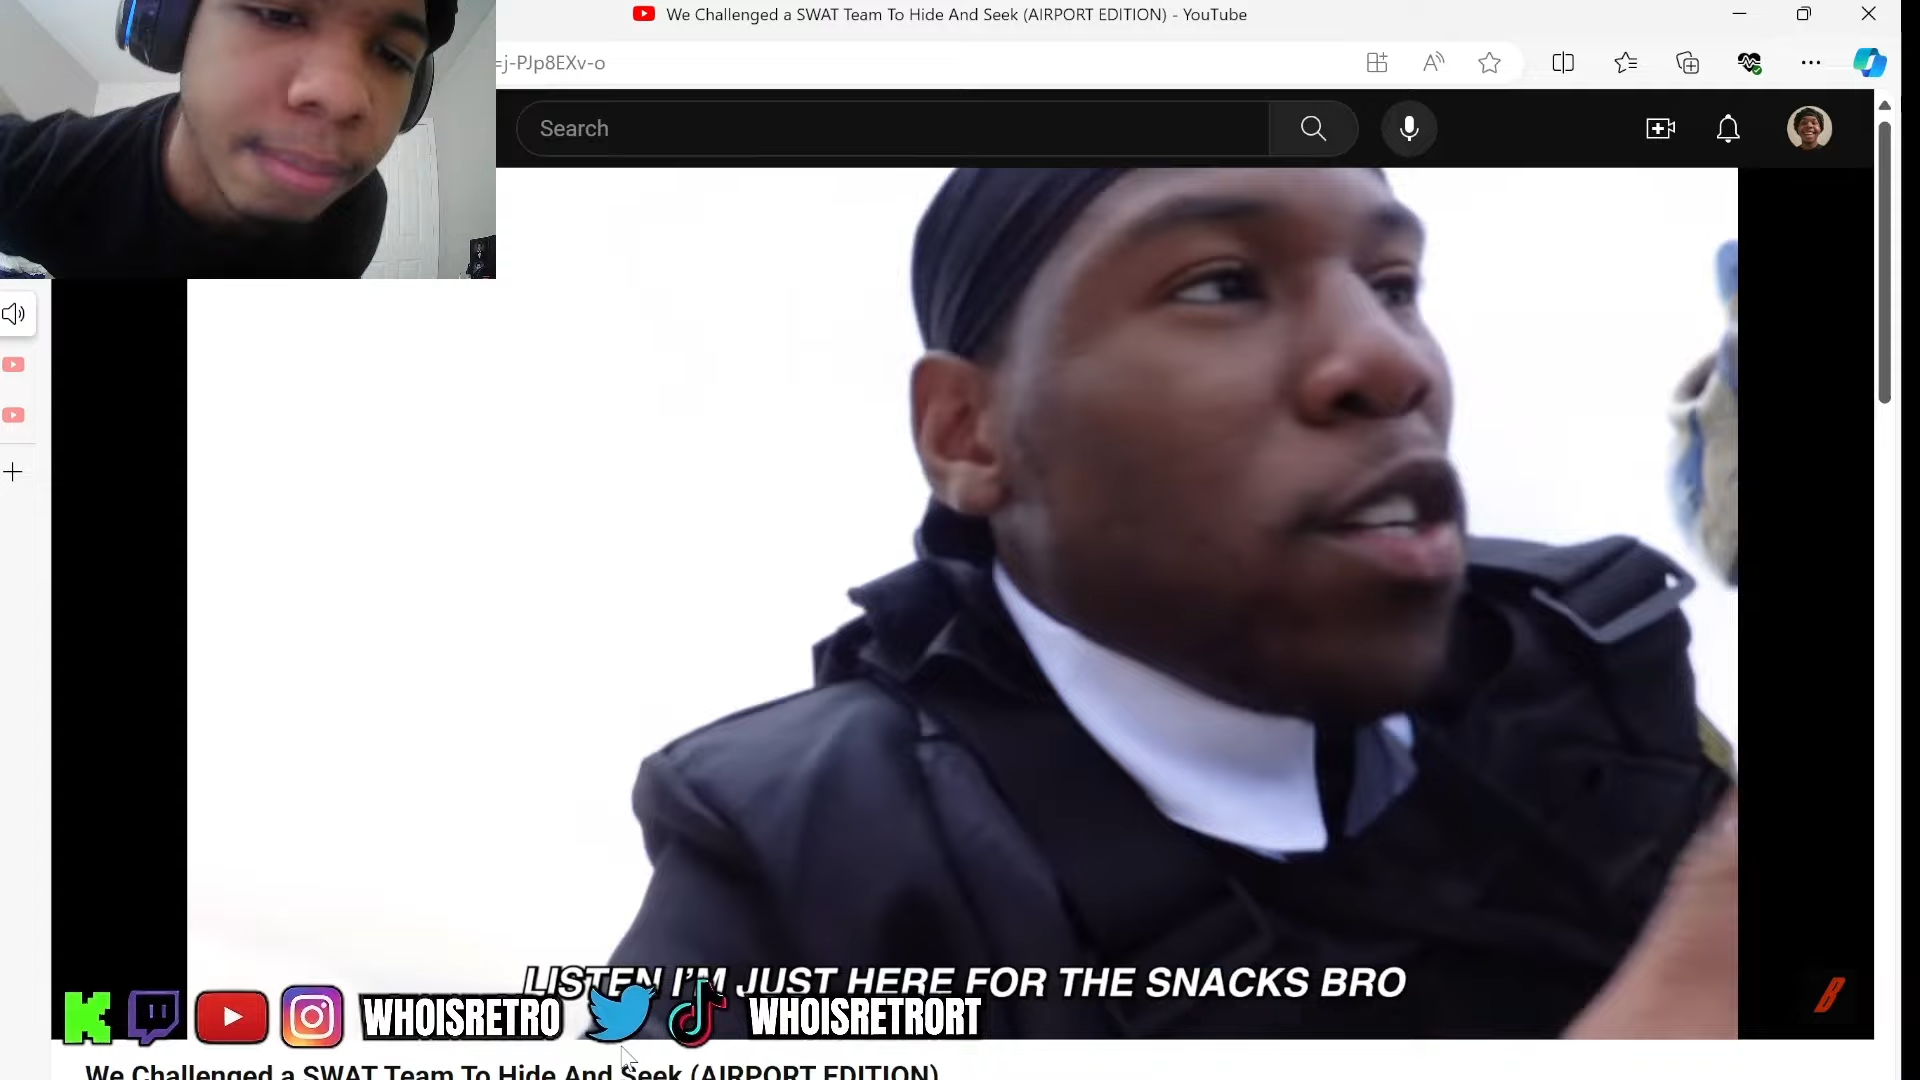 We Challenged a SWAT Team To Hide And Seek (AIRPORT EDITION) - YouTube
=j-PJp8EXv-o
Search
LISTEN I'M JUST HERE FOR THE SNACKS BRO
WHOISRETRO
WHOISRETRORT
We Challenged a SWAT Team To Hide And Seek (AIRPORT EDITION)